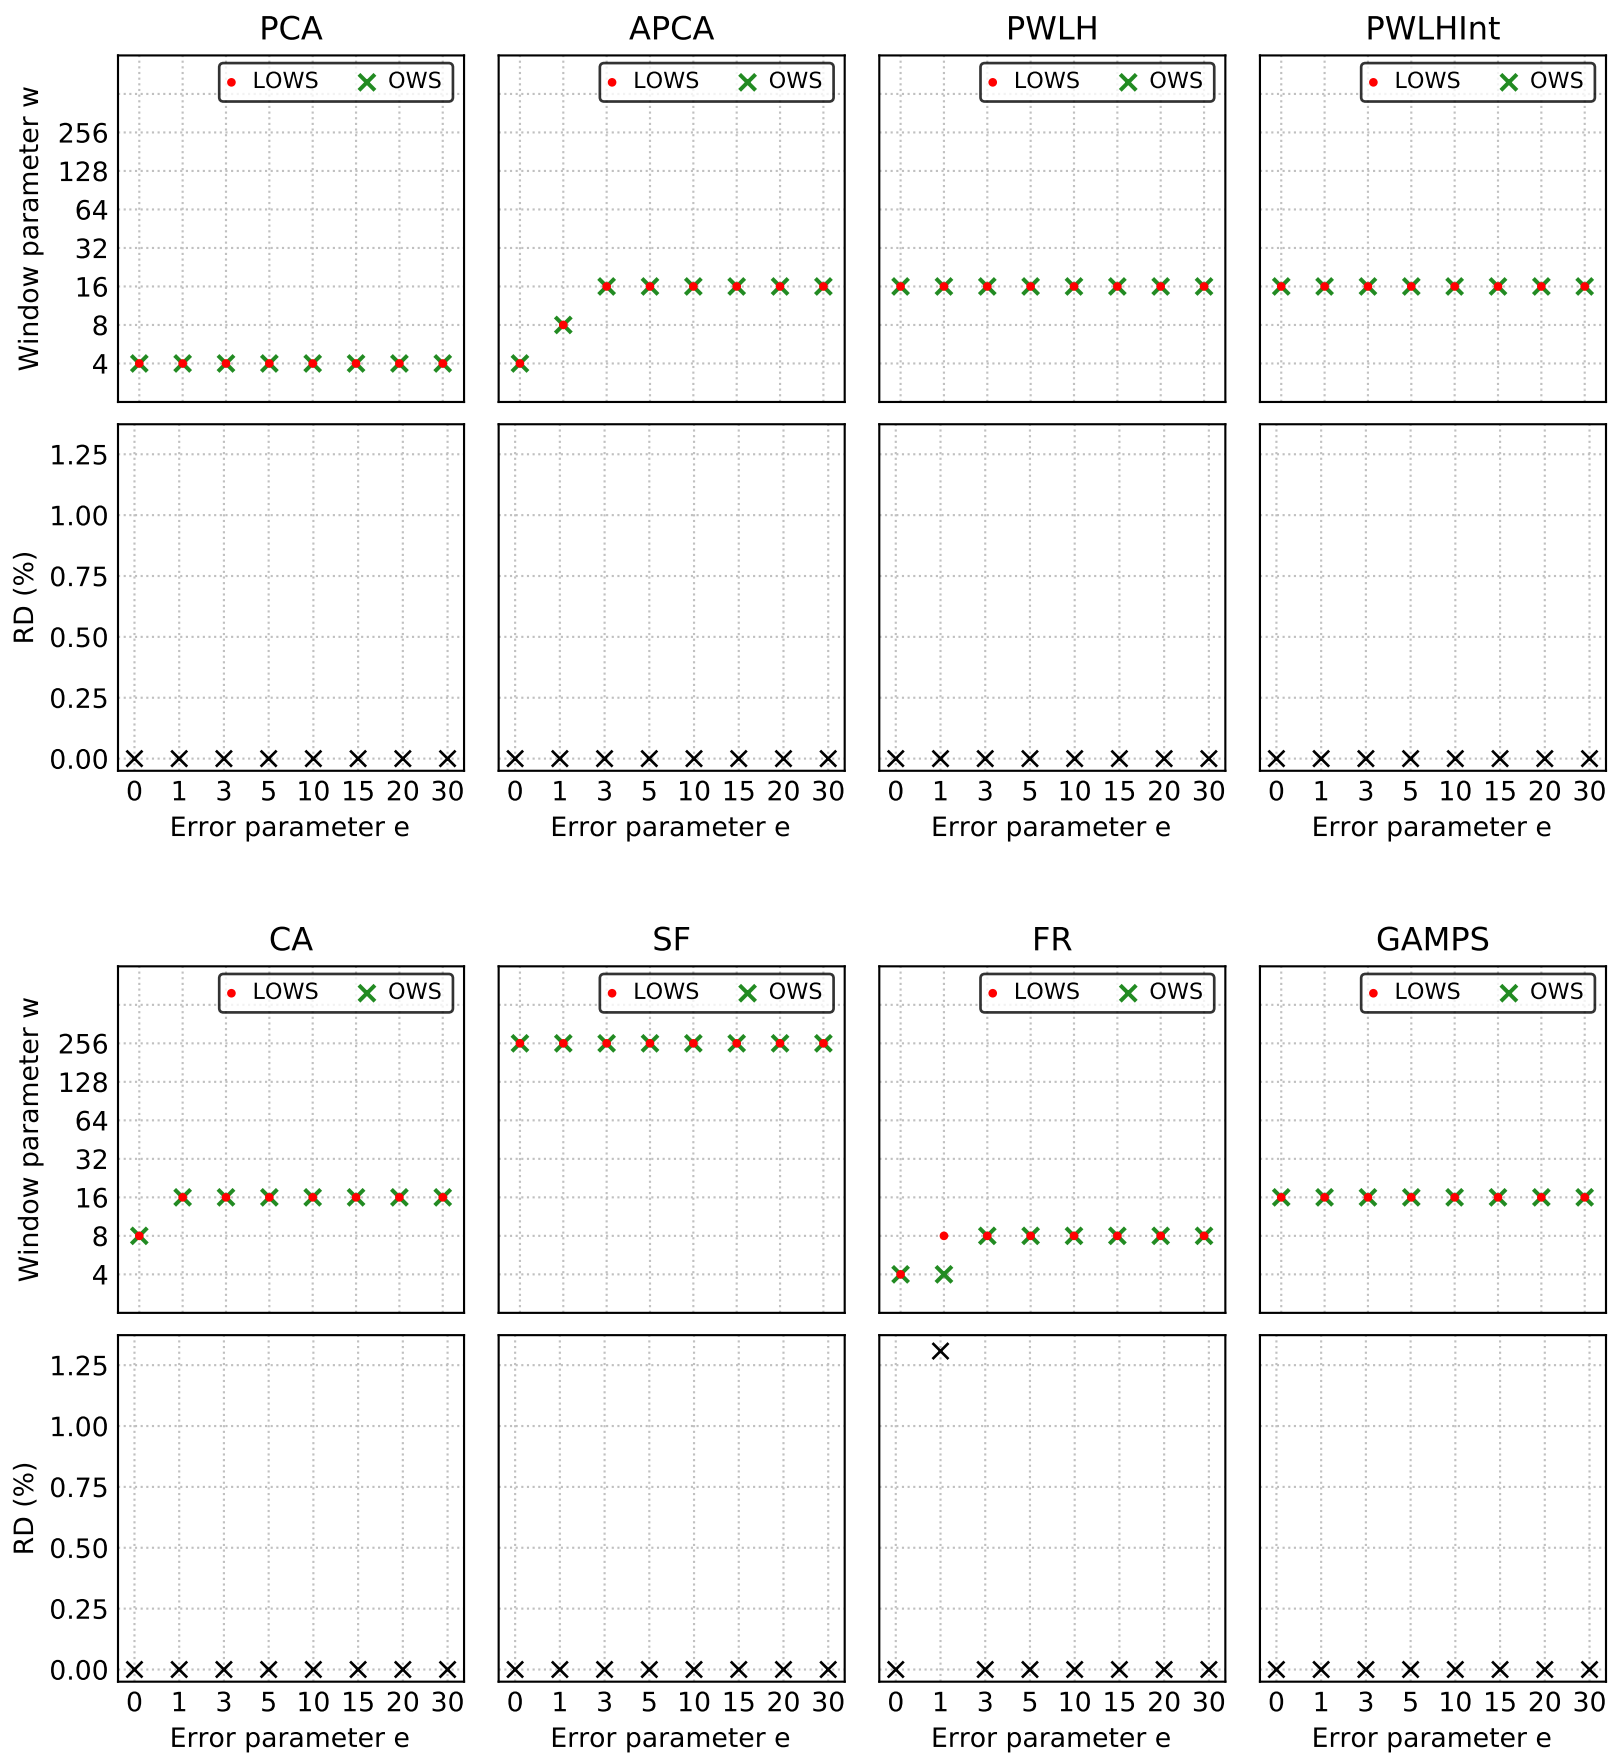 PCA APCA PWLH PWLHInt
LOWS OWS LOWS OWS LOWS OWS LOWS OWS
Window parameter w
256
128
64
32
16
8
4
RD (%)
1.25
1.00
0.75
0.50
0.25
0.00
0 1 3 5 10 15 20 30 0 1 3 5 10 15 20 30 0 1 3 5 10 15 20 30 0 1 3 5 10 15 20 30
Error parameter e Error parameter e Error parameter e Error parameter e
CA SF FR GAMPS
LOWS OWS LOWS OWS LOWS OWS LOWS OWS
Window parameter w
256
128
64
32
16
8
4
RD (%)
1.25
1.00
0.75
0.50
0.25
0.00
0 1 3 5 10 15 20 30 0 1 3 5 10 15 20 30 0 1 3 5 10 15 20 30 0 1 3 5 10 15 20 30
Error parameter e Error parameter e Error parameter e Error parameter e